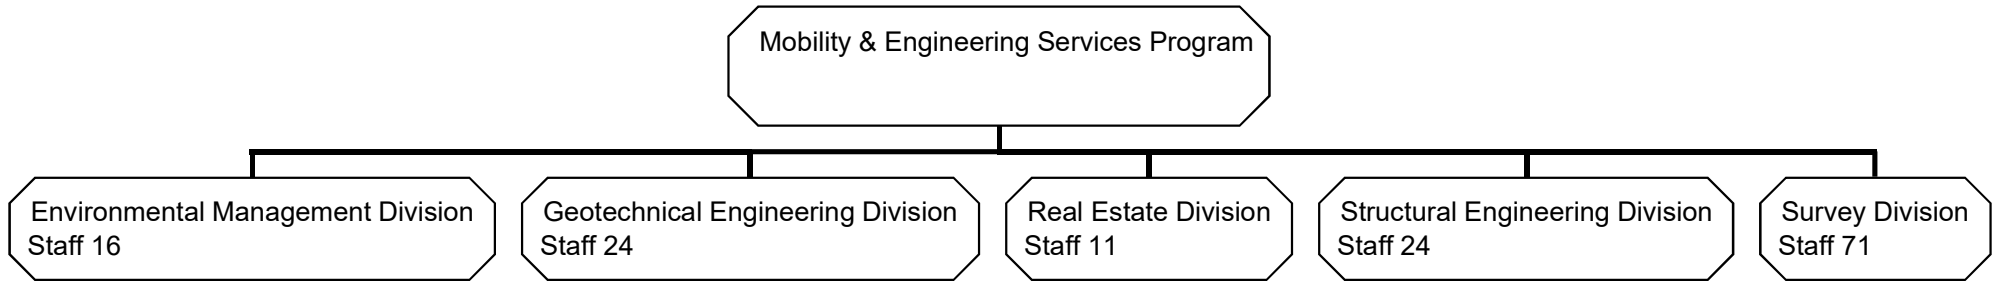 Mobility & Engineering Services Program
Environmental Management Division
Staff 16
Geotechnical Engineering Division
Staff 24
Real Estate Division
Staff 11
Structural Engineering Division
Staff 24
Survey Division
Staff 71